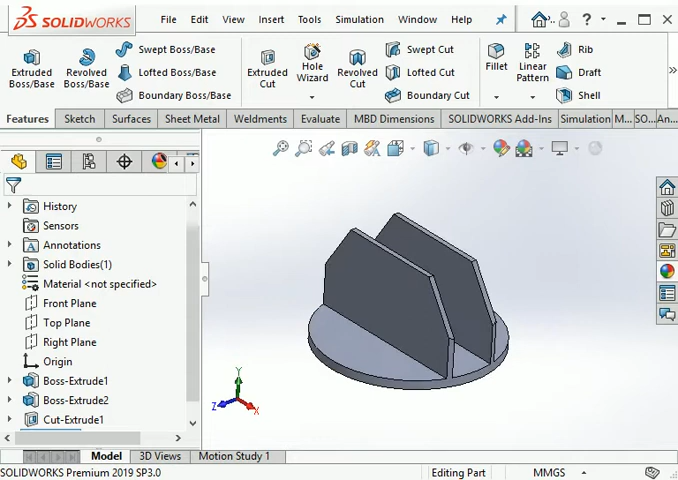 SOLIDWORKS File Edit View Insert Tools Simulation Window Help
Extruded Boss/Base
Revolved Boss/Base
Swept Boss/Base
Lofted Boss/Base
Boundary Boss/Base
Extruded Cut
Hole Wizard
Revolved Cut
Swept Cut
Lofted Cut
Boundary Cut
Fillet
Linear Pattern
Rib
Draft
Shell
Features Sketch Surfaces Sheet Metal Weldments Evaluate MBD Dimensions SOLIDWORKS Add-Ins Simulation M... SO... An...
History
Sensors
Annotations
Solid Bodies(1)
Material <not specified>
Front Plane
Top Plane
Right Plane
Origin
Boss-Extrude1
Boss-Extrude2
Cut-Extrude1
Y
Z
X
Model 3D Views Motion Study 1
SOLIDWORKS Premium 2019 SP3.0 Editing Part MMGS